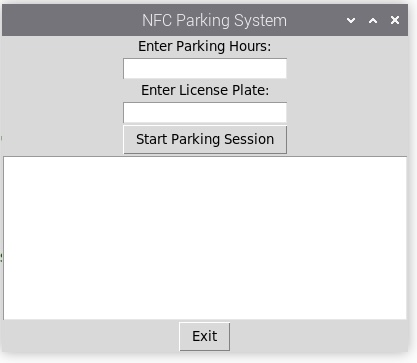 NFC Parking System
Enter Parking Hours:
Enter License Plate:
Start Parking Session
Exit